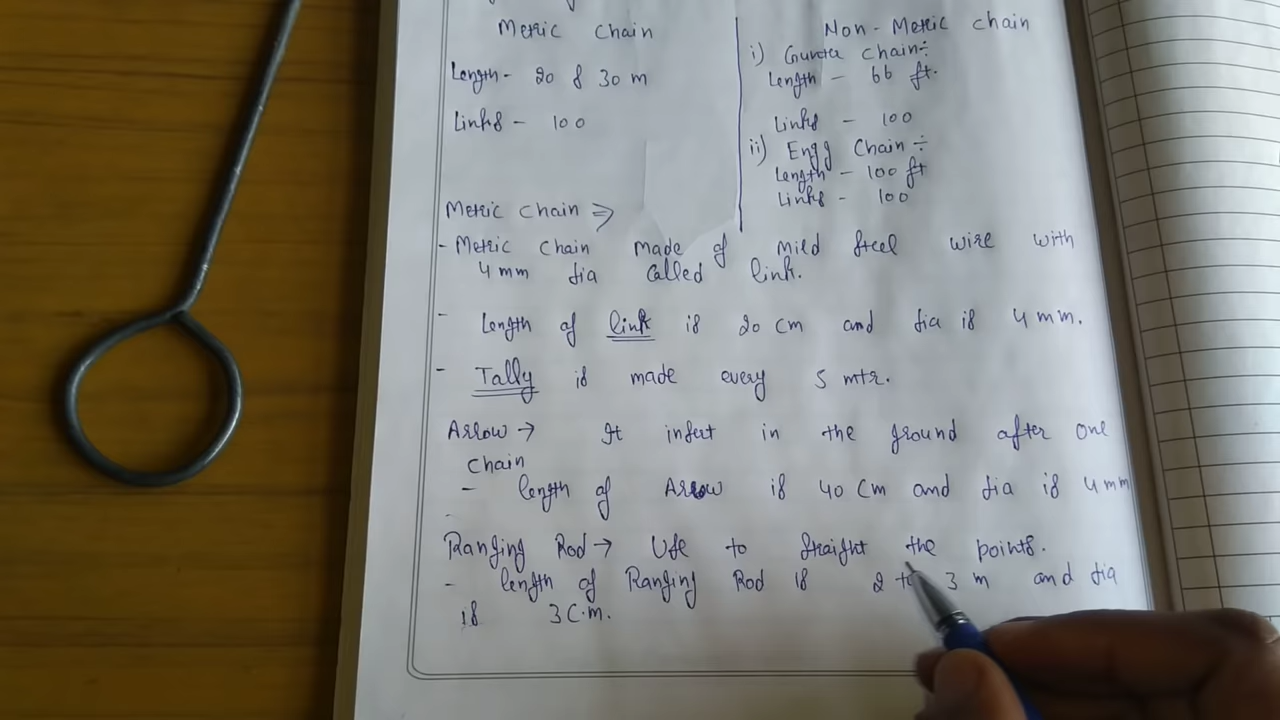 Metric Chain
Length - 20 & 30 m
Links - 100
Non-Metric chain
i) Gunter Chain÷
Length - 66 ft.
Links - 100
ii) Engg Chain÷
Length - 100 ft
Links - 100
Metric Chain ⇒
- Metric Chain made of mild steel wire with
4 mm dia called link.
- Length of link is 20 cm and dia is 4 mm.
- Tally is made every 5 mtr.
Arrow → It insert in the ground after one
Chain
- length of Arrow is 40 cm and dia is 4 mm
Ranging Rod → Use to straight the points.
- length of Ranging Rod is 2 to 3 m and dia
is 3 C.m.